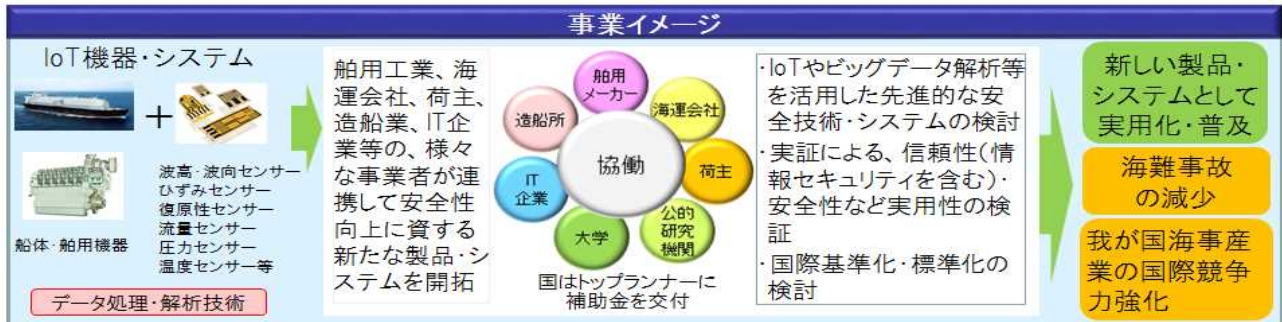 事業イメージ
IoT機器・システム
＋
船体・舶用機器
波高・波向センサー
ひずみセンサー
復原性センサー
流量センサー
圧力センサー
温度センサー等
データ処理・解析技術
舶用工業、海
運会社、荷主、
造船業、IT企
業等の、様々
な事業者が連
携して安全性
向上に資する
新たな製品・シ
ステムを開拓
舶用
メーカー
海運会社
荷主
公的
研究
機関
大学
IT
企業
造船所
協働
国はトップランナーに
補助金を交付
・IoTやビッグデータ解析等
を活用した先進的な安
全技術・システムの検討
・実証による、信頼性(情
報セキュリティを含む)・
安全性など実用性の検
証
・国際基準化・標準化の
検討
新しい製品・
システムとして
実用化・普及
海難事故
の減少
我が国海事産
業の国際競争
力強化